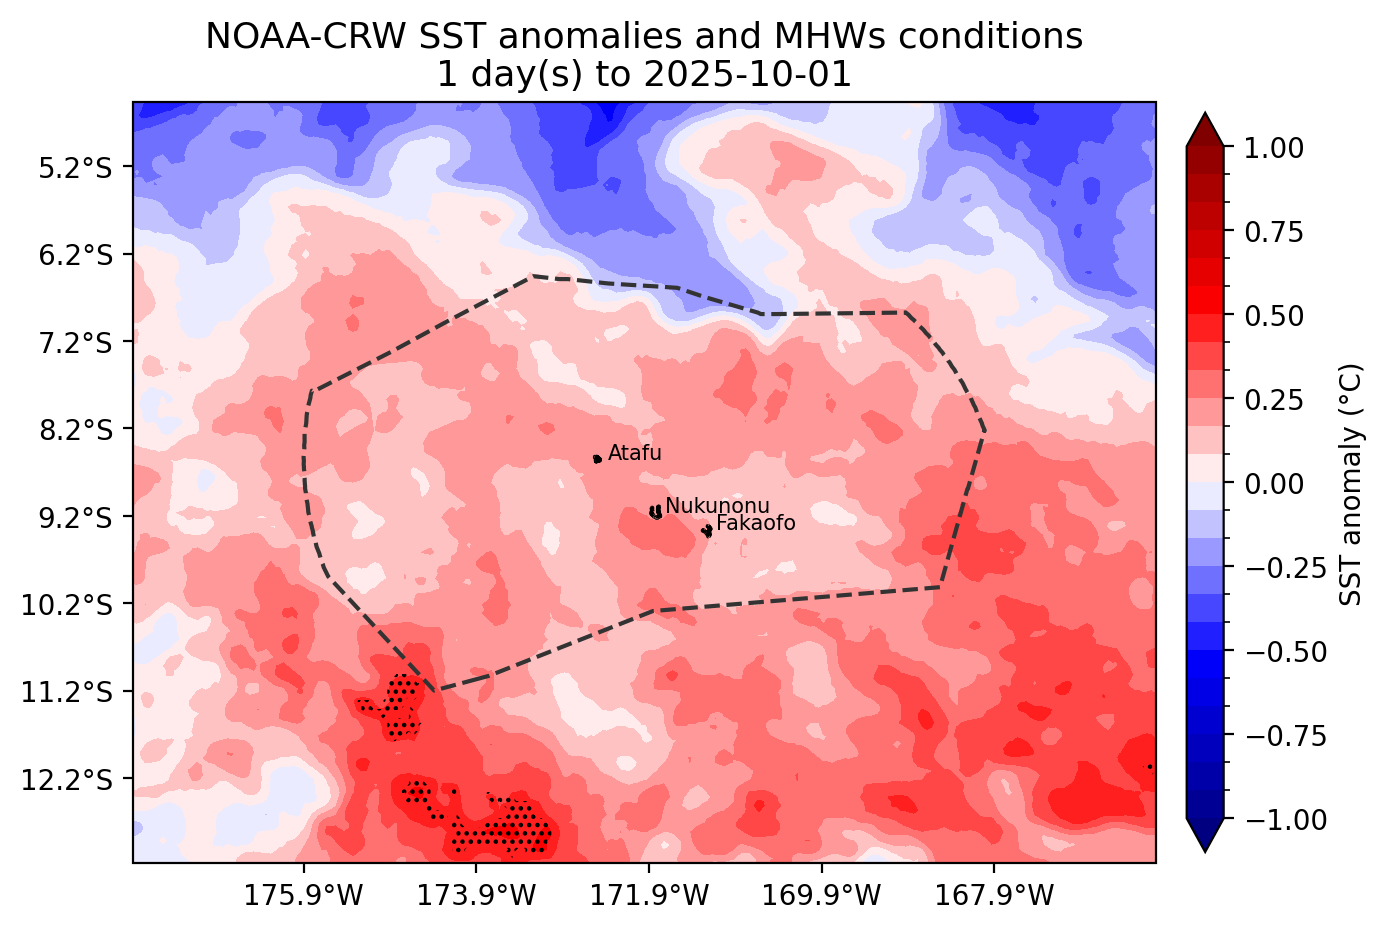 NOAA-CRW SST anomalies and MHWs conditions
1 day(s) to 2025-10-01
5.2°S
6.2°S
7.2°S
8.2°S
9.2°S
10.2°S
11.2°S
12.2°S
Atafu
Nukunonu
Fakaofo
175.9°W
173.9°W
171.9°W
169.9°W
167.9°W
1.00
0.75
0.50
0.25
0.00
−0.25
−0.50
−0.75
−1.00
SST anomaly (°C)